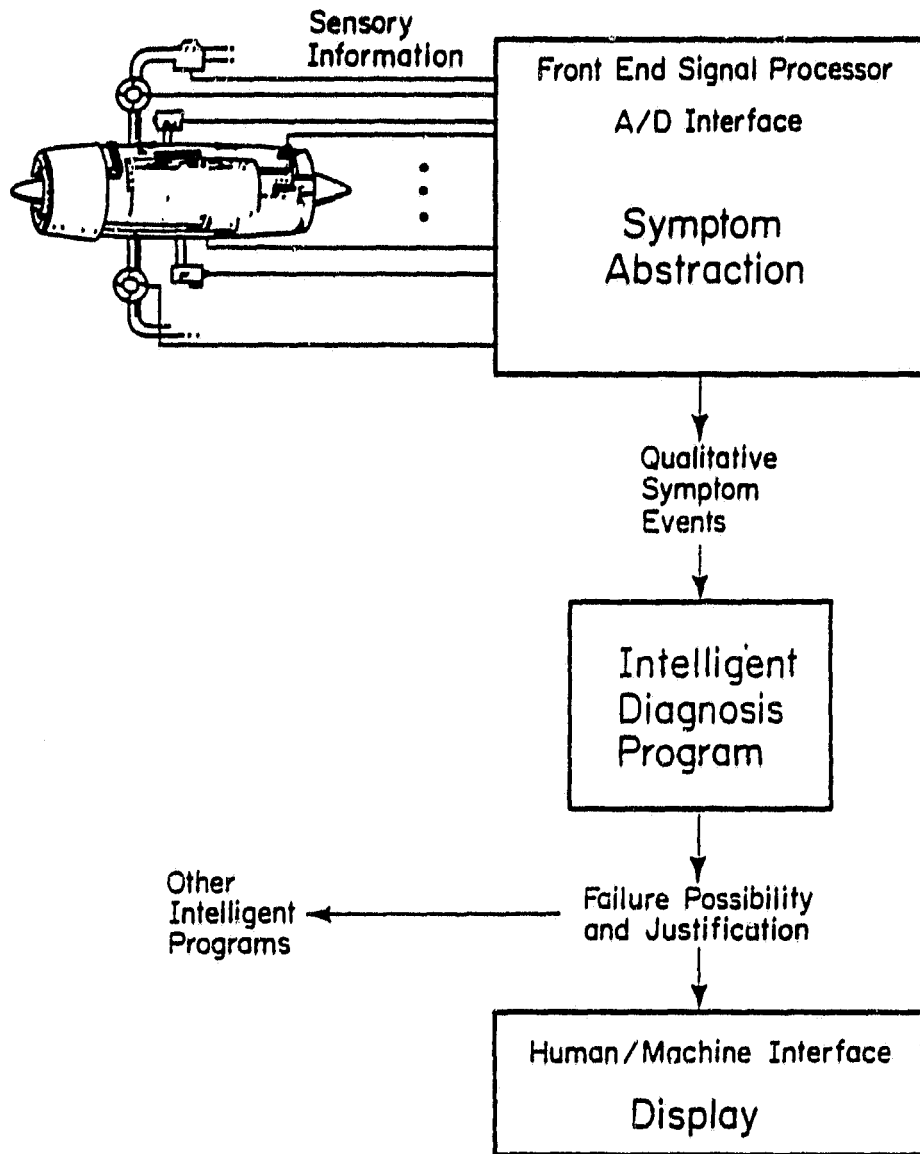 Sensory
Information
Front End Signal Processor
A/D Interface
Symptom
Abstraction
Qualitative
Symptom
Events
Intelligent
Diagnosis
Program
Other
Intelligent
Programs
Failure Possibility
and Justification
Human/Machine Interface
Display